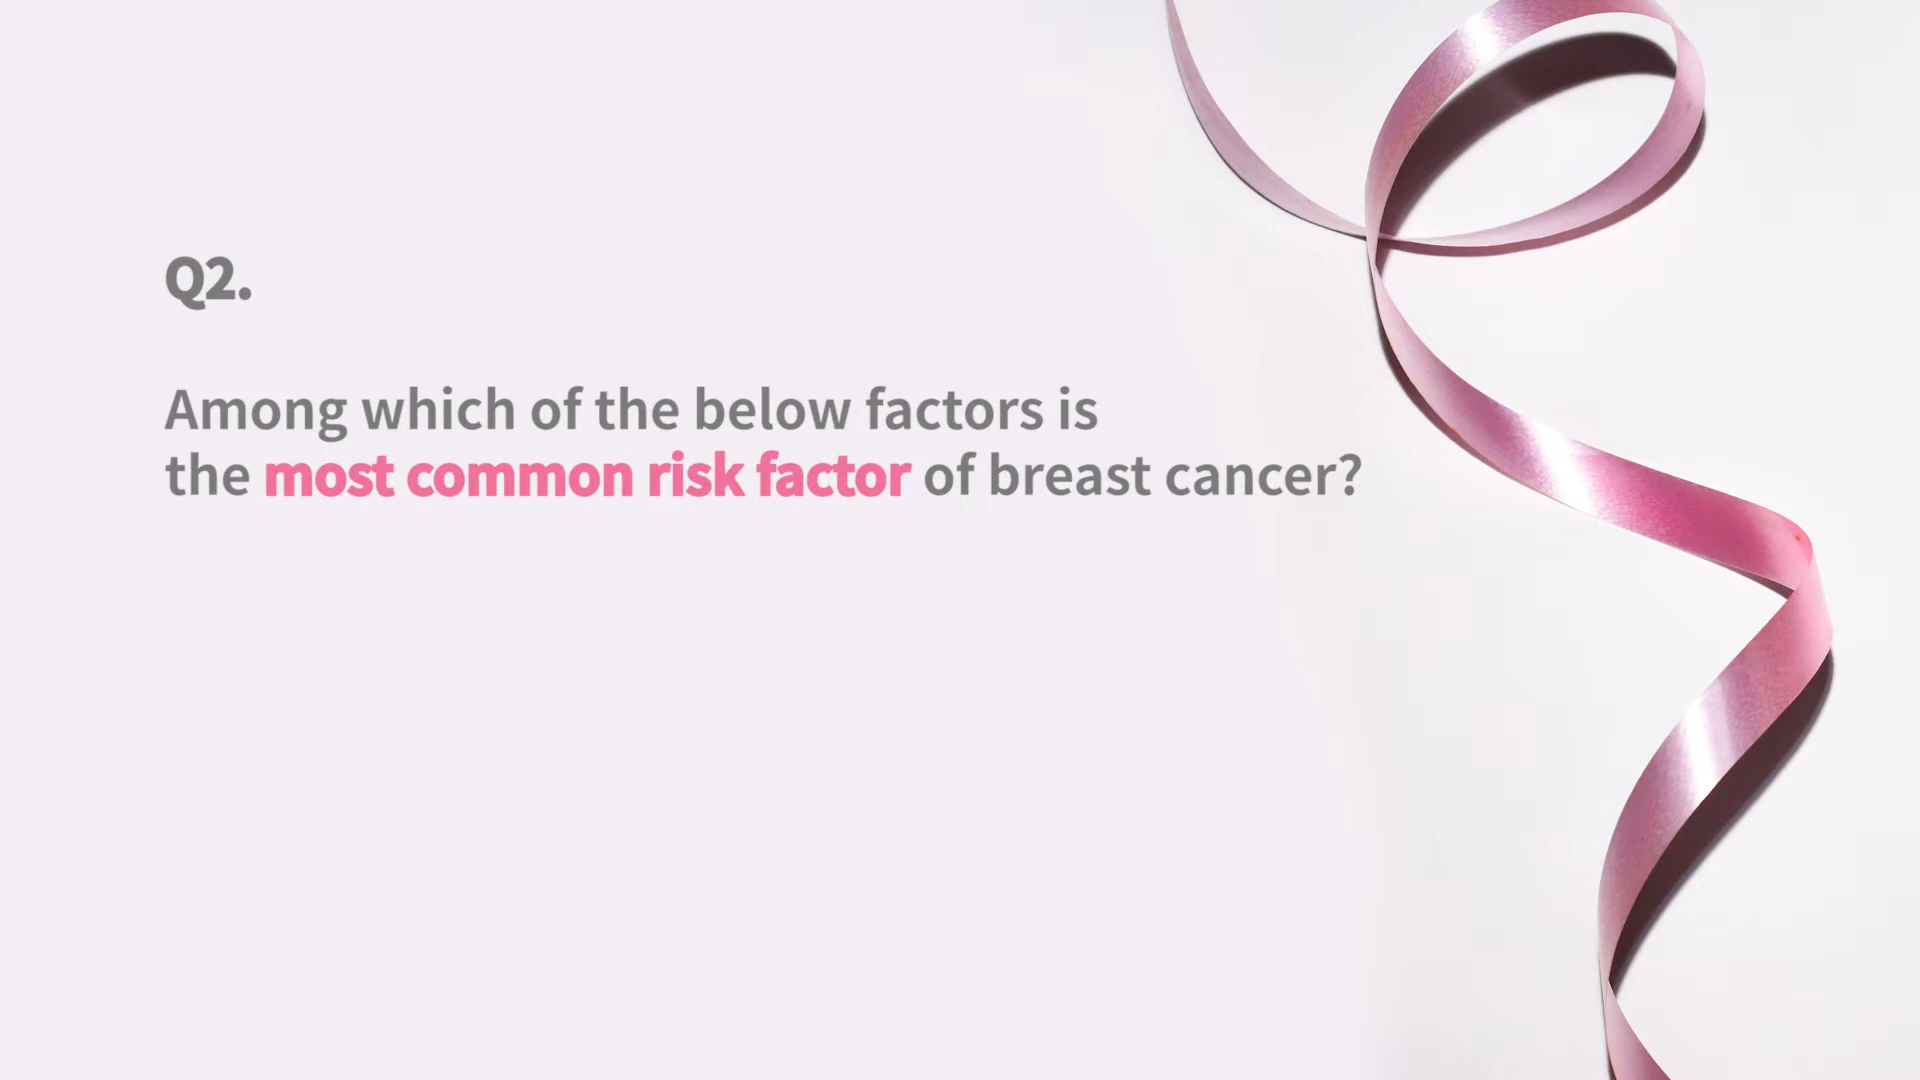 Q2.
Among which of the below factors is
the most common risk factor of breast cancer?